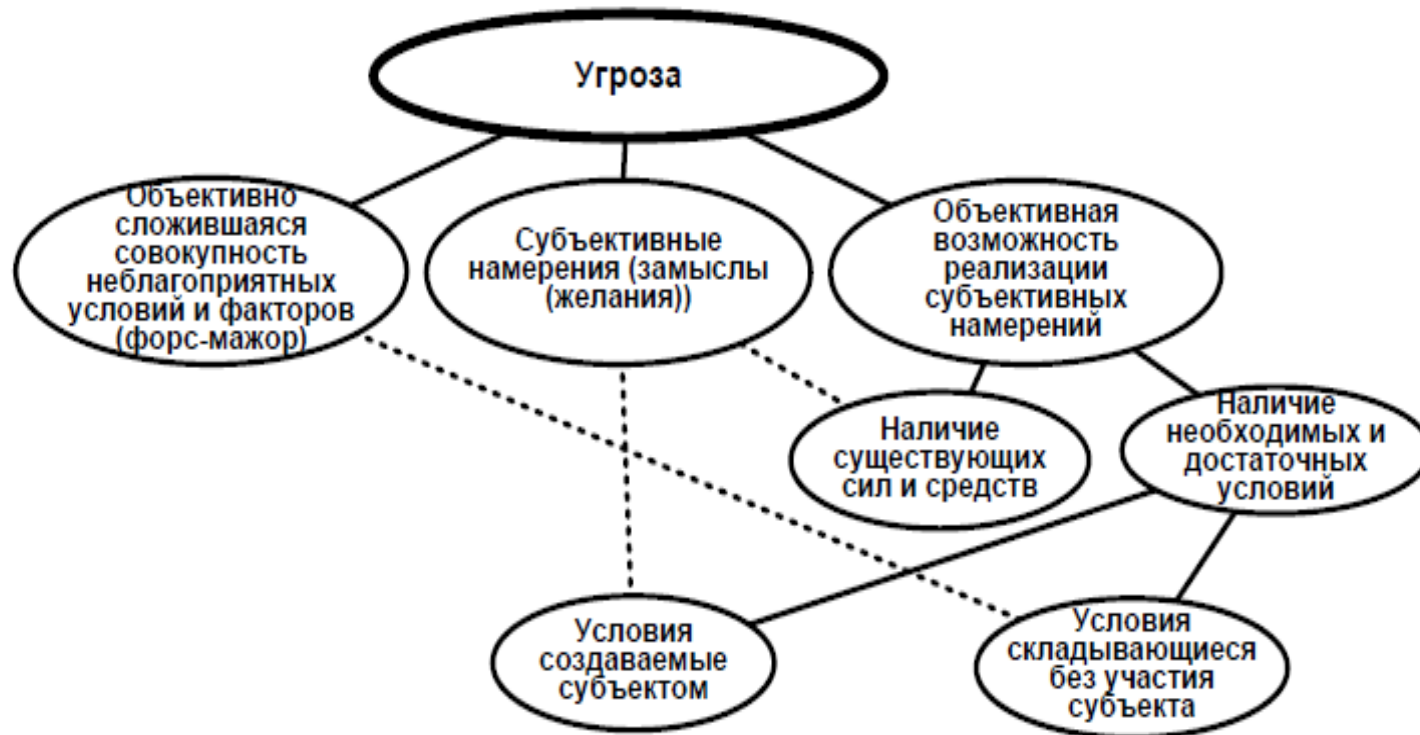 Угроза
Объективно
сложившаяся
совокупность
неблагоприятных
условий и факторов
(форс-мажор)
Субъективные
намерения (замыслы
(желания))
Объективная
возможность
реализации
субъективных
намерений
Наличие
существующих
сил и средств
Наличие
необходимых и
достаточных
условий
Условия
создаваемые
субъектом
Условия
складывающиеся
без участия
субъекта